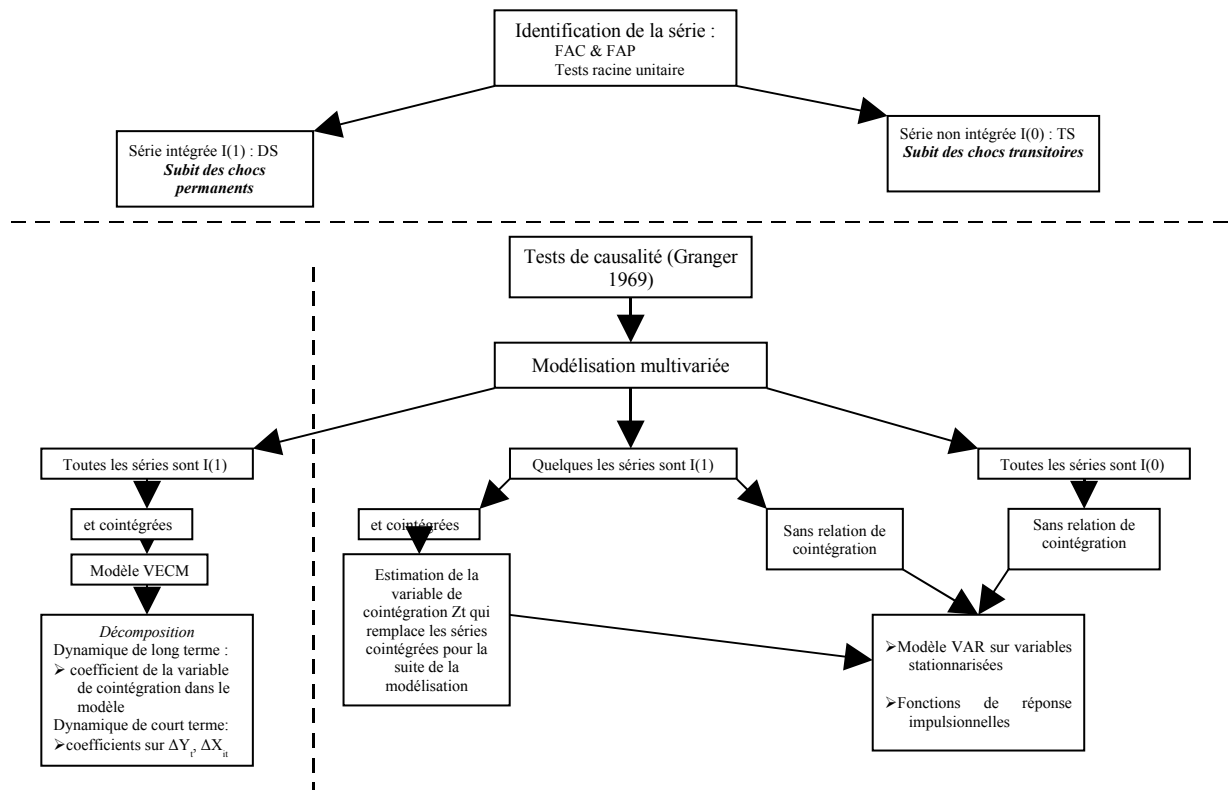 Identification de la série :
FAC & FAP
Tests racine unitaire
Série intégrée I(1) : DS
Subit des chocs
permanents
Série non intégrée I(0) : TS
Subit des chocs transitoires
Tests de causalité (Granger
1969)
Modélisation multivariée
Toutes les séries sont I(1)
Quelques les séries sont I(1)
Toutes les séries sont I(0)
et cointégrées
et cointégrées
Sans relation de
cointégration
Sans relation de
cointégration
Modèle VECM
Estimation de la
variable de
cointégration Zt qui
remplace les séries
cointégrées pour la
suite de la
modélisation
Décomposition
Dynamique de long terme :
➢ coefficient de la variable
de cointégration dans le
modèle
Dynamique de court terme:
➢coefficients sur ΔYt, ΔXit
➢Modèle VAR sur variables
stationnarisées
➢Fonctions de réponse
impulsionnelles